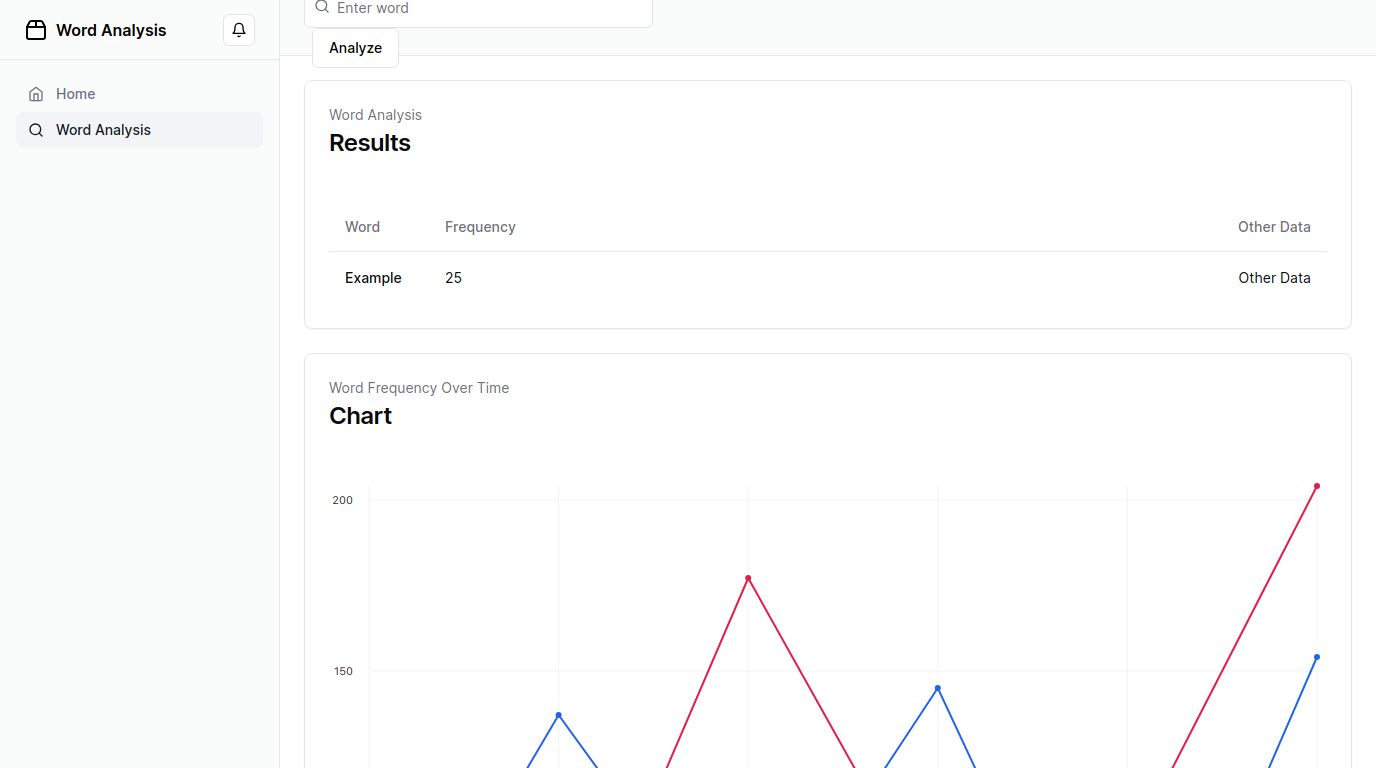 Word Analysis
Home
Word Analysis
Enter word
Analyze
Word Analysis
Results
Word Frequency Other Data
Example 25 Other Data
Word Frequency Over Time
Chart
200
150